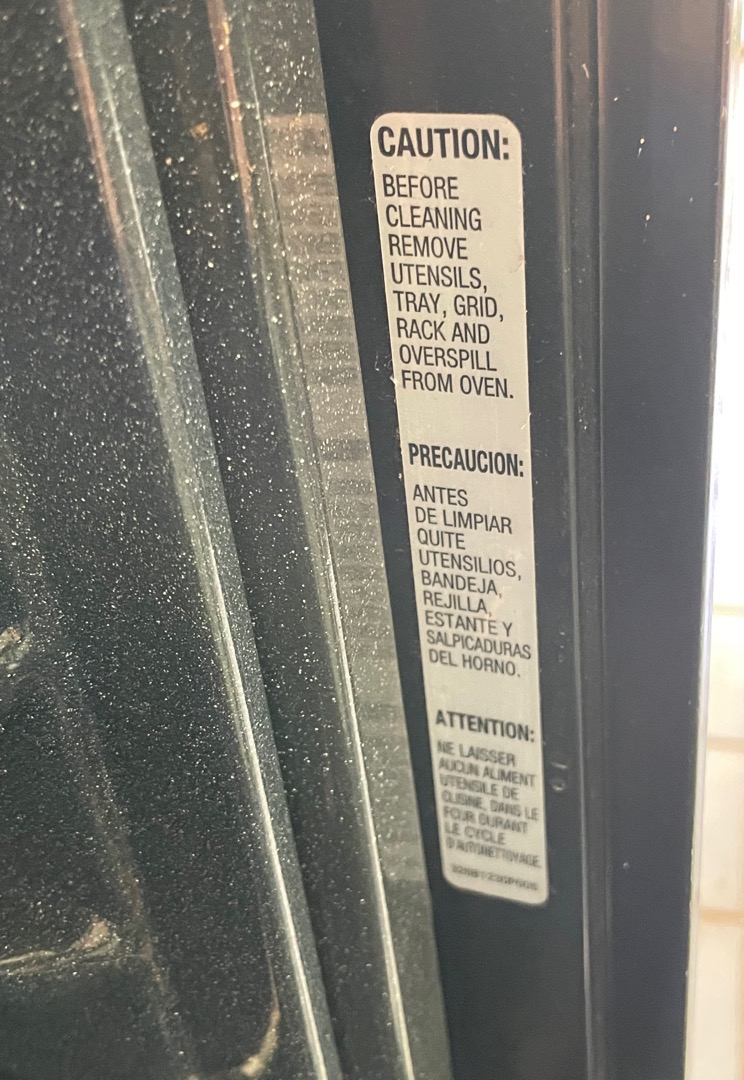 CAUTION:
BEFORE
CLEANING
REMOVE
UTENSILS,
TRAY, GRID,
RACK AND
OVERSPILL
FROM OVEN.
PRECAUCION:
ANTES
DE LIMPIAR
QUITE
UTENSILIOS,
BANDEJA,
REJILLA,
ESTANTE Y
SALPICADURAS
DEL HORNO.
ATTENTION:
NE LAISSER
AUCUN ALIMENT
UTENSILE DE
CUISINE, DANS LE
FOUR DURANT
LE CYCLE
D'AUTONETTOYAGE.